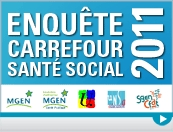 ENQUÊTE
CARREFOUR
SANTÉ SOCIAL
2011
MGEN
MGEN